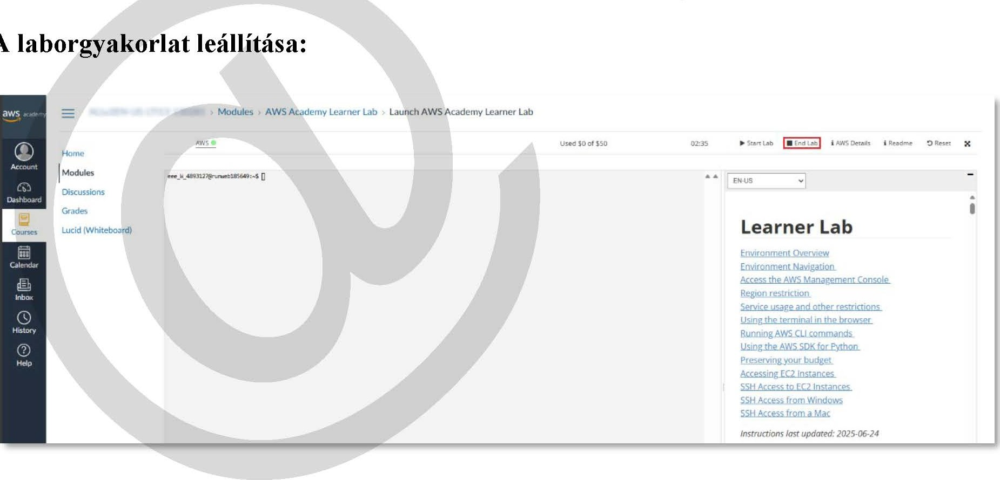 A laborgyakorlat leállítása:
aws academy
Modules › AWS Academy Learner Lab › Launch AWS Academy Learner Lab
AWS
Used $0 of $50
02:35
Start Lab
End Lab
AWS Details
Readme
Reset
Account
Dashboard
Courses
Calendar
Inbox
History
Help
Home
Modules
Discussions
Grades
Lucid (Whiteboard)
eee_W_4893127@runweb185649:~$
EN-US
Learner Lab
Environment Overview
Environment Navigation
Access the AWS Management Console
Region restriction
Service usage and other restrictions
Using the terminal in the browser
Running AWS CLI commands
Using the AWS SDK for Python
Preserving your budget
Accessing EC2 Instances
SSH Access to EC2 Instances
SSH Access from Windows
SSH Access from a Mac
Instructions last updated: 2025-06-24